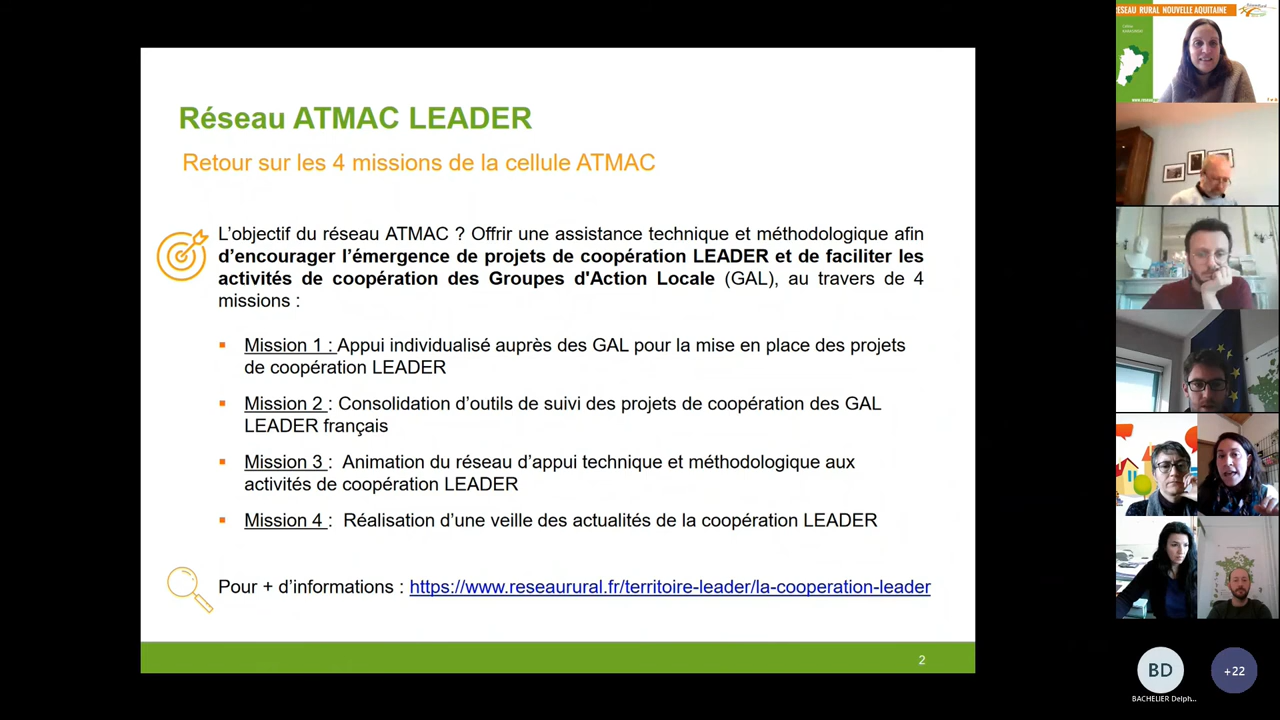 Réseau ATMAC LEADER
Retour sur les 4 missions de la cellule ATMAC
L'objectif du réseau ATMAC ? Offrir une assistance technique et méthodologique afin
d'encourager l'émergence de projets de coopération LEADER et de faciliter les
activités de coopération des Groupes d'Action Locale (GAL), au travers de 4
missions :
Mission 1 : Appui individualisé auprès des GAL pour la mise en place des projets
de coopération LEADER
Mission 2 : Consolidation d'outils de suivi des projets de coopération des GAL
LEADER français
Mission 3 : Animation du réseau d'appui technique et méthodologique aux
activités de coopération LEADER
Mission 4 : Réalisation d'une veille des actualités de la coopération LEADER
Pour + d'informations : https://www.reseaurural.fr/territoire-leader/la-cooperation-leader
2
RESEAU RURAL NOUVELLE AQUITAINE
BD
+22
BACHELIER Delph...